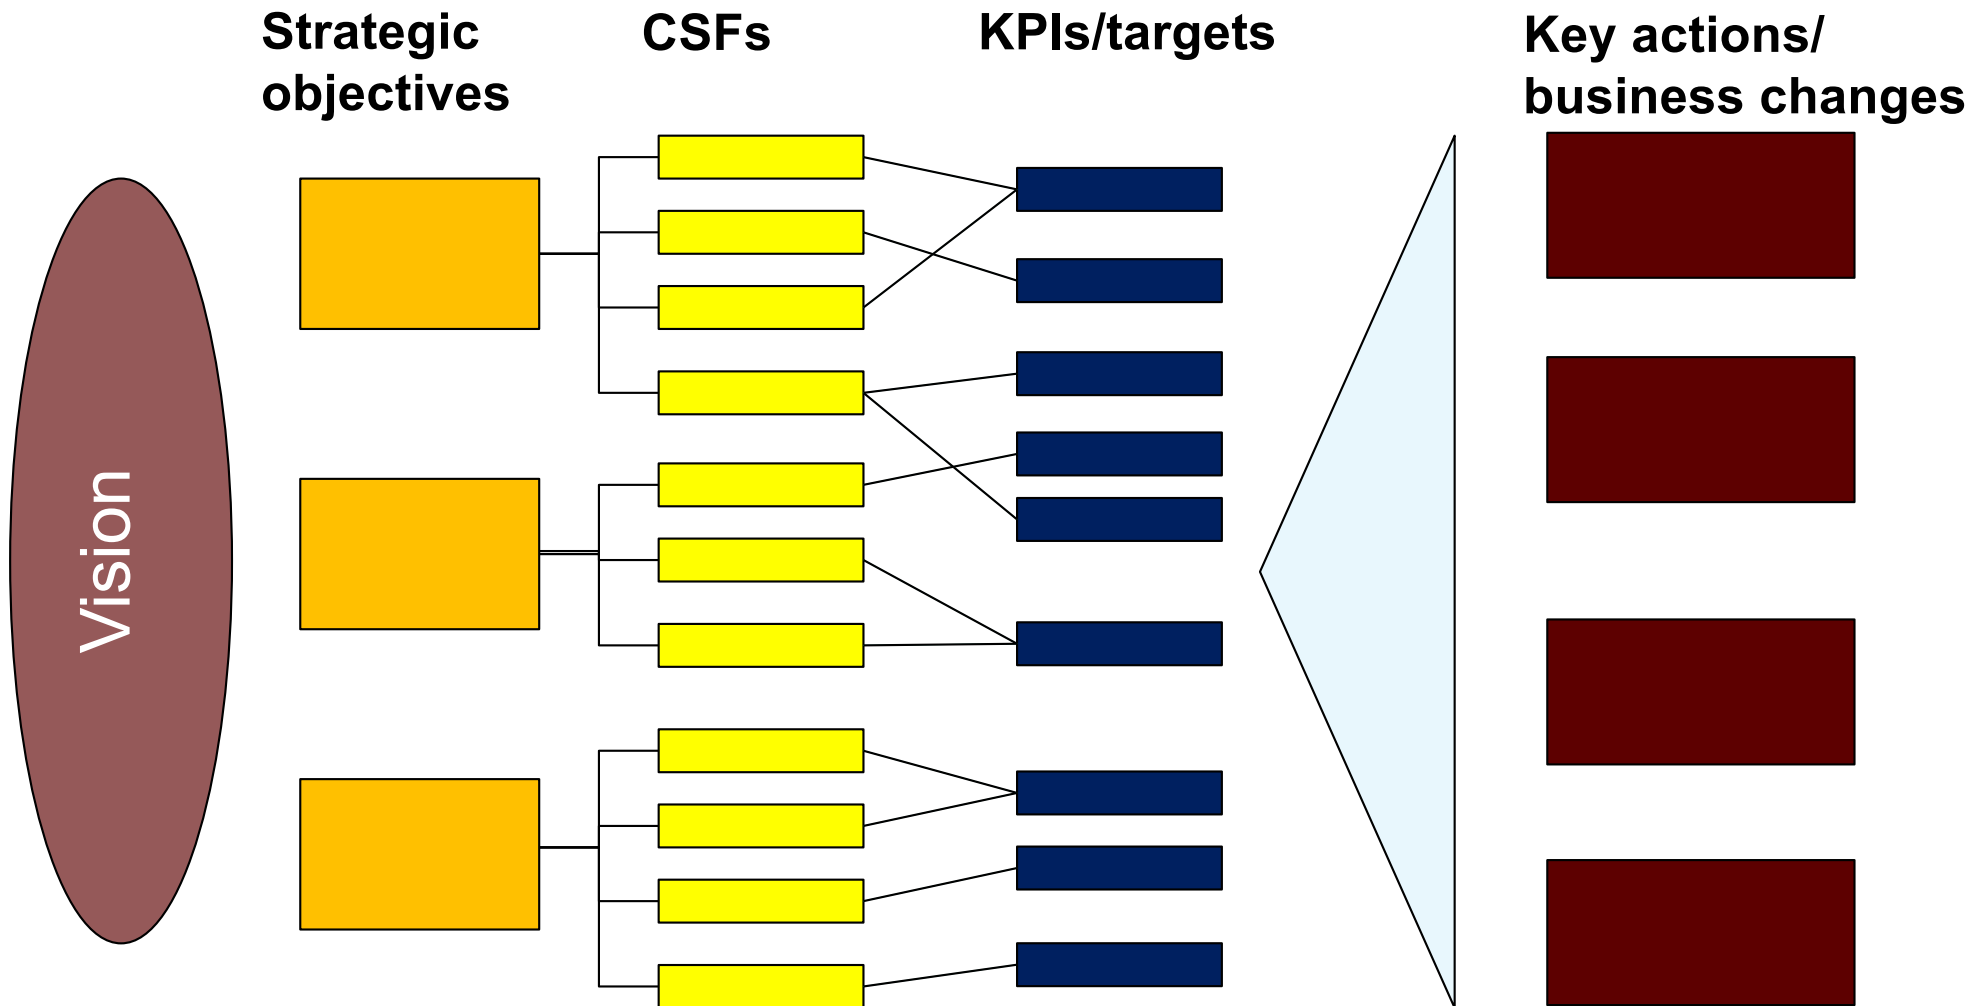 Strategic
objectives
CSFs
KPIs/targets
Key actions/
business changes
Vision